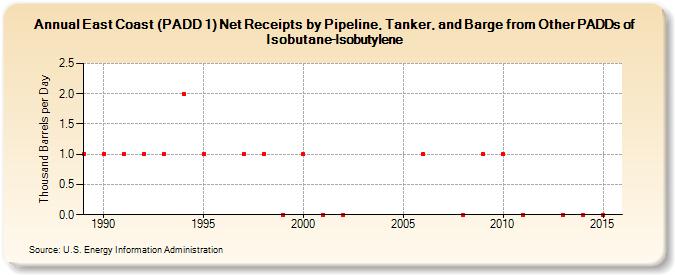 Annual East Coast (PADD 1) Net Receipts by Pipeline, Tanker, and Barge from Other PADDs of
Isobutane-Isobutylene
Thousand Barrels per Day
2.5
2.0
1.5
1.0
0.5
0.0
1990 1995 2000 2005 2010 2015
Source: U.S. Energy Information Administration